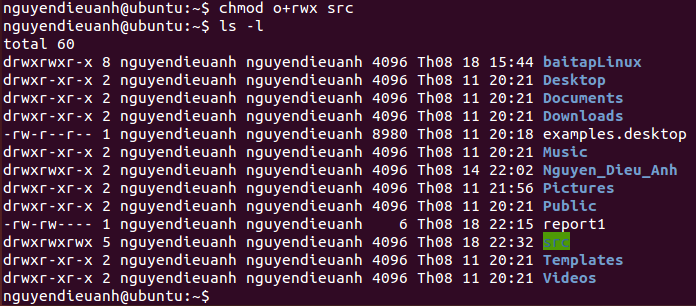 nguyendieuanh@ubuntu:~$ chmod o+rwx src
nguyendieuanh@ubuntu:~$ ls -l
total 60
drwxrwxr-x 8 nguyendieuanh nguyendieuanh 4096 Th08 18 15:44 baitapLinux
drwxr-xr-x 2 nguyendieuanh nguyendieuanh 4096 Th08 11 20:21 Desktop
drwxr-xr-x 2 nguyendieuanh nguyendieuanh 4096 Th08 11 20:21 Documents
drwxr-xr-x 2 nguyendieuanh nguyendieuanh 4096 Th08 11 20:21 Downloads
-rw-r--r-- 1 nguyendieuanh nguyendieuanh 8980 Th08 11 20:18 examples.desktop
drwxr-xr-x 2 nguyendieuanh nguyendieuanh 4096 Th08 11 20:21 Music
drwxr-xr-x 2 nguyendieuanh nguyendieuanh 4096 Th08 14 22:02 Nguyen_Dieu_Anh
drwxr-xr-x 2 nguyendieuanh nguyendieuanh 4096 Th08 11 21:56 Pictures
drwxr-xr-x 2 nguyendieuanh nguyendieuanh 4096 Th08 11 20:21 Public
-rw-rw---- 1 nguyendieuanh nguyendieuanh    6 Th08 18 22:15 report1
drwxrwxrwx 5 nguyendieuanh nguyendieuanh 4096 Th08 18 22:32 src
drwxr-xr-x 2 nguyendieuanh nguyendieuanh 4096 Th08 11 20:21 Templates
drwxr-xr-x 2 nguyendieuanh nguyendieuanh 4096 Th08 11 20:21 Videos
nguyendieuanh@ubuntu:~$